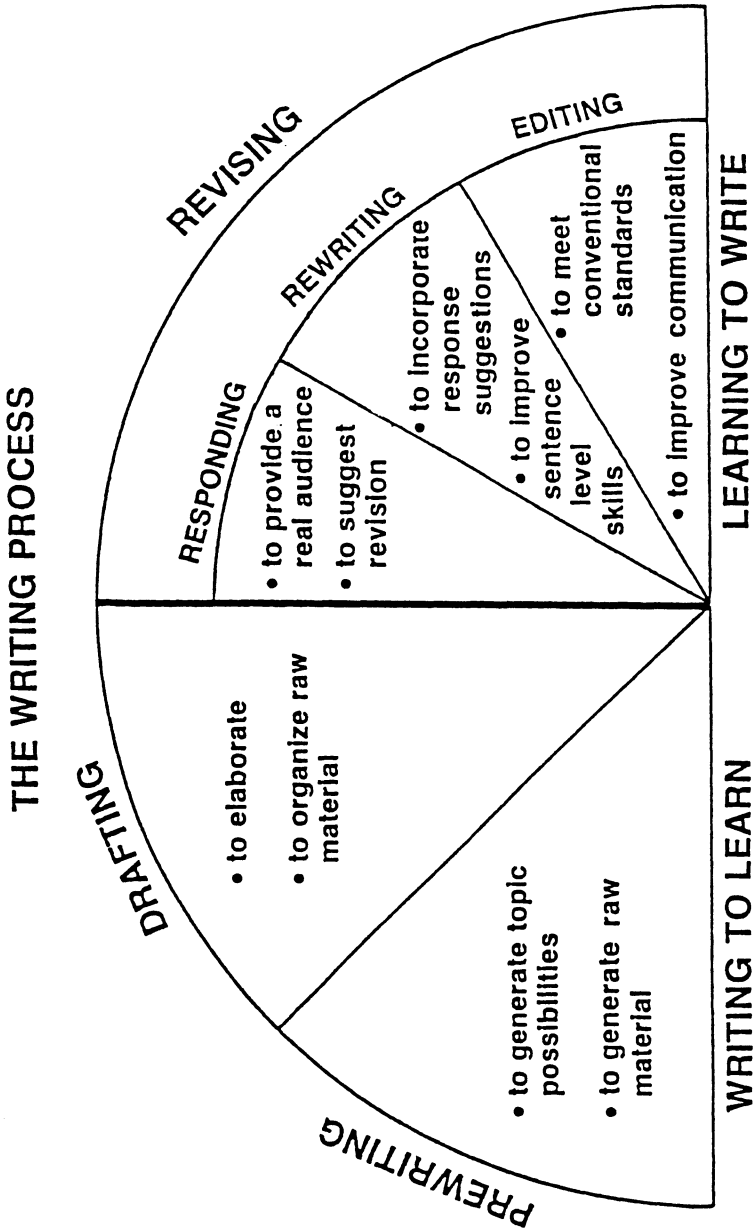 THE WRITING PROCESS
PREWRITING
• to generate topic
possibilities
• to generate raw
material
DRAFTING
• to elaborate
• to organize raw
material
REVISING
RESPONDING
• to provide a
real audience
• to suggest
revision
REWRITING
• to Incorporate
response
suggestions
• to Improve
sentence
level
skills
EDITING
• to meet
conventional
standards
• to Improve communication
WRITING TO LEARN
LEARNING TO WRITE